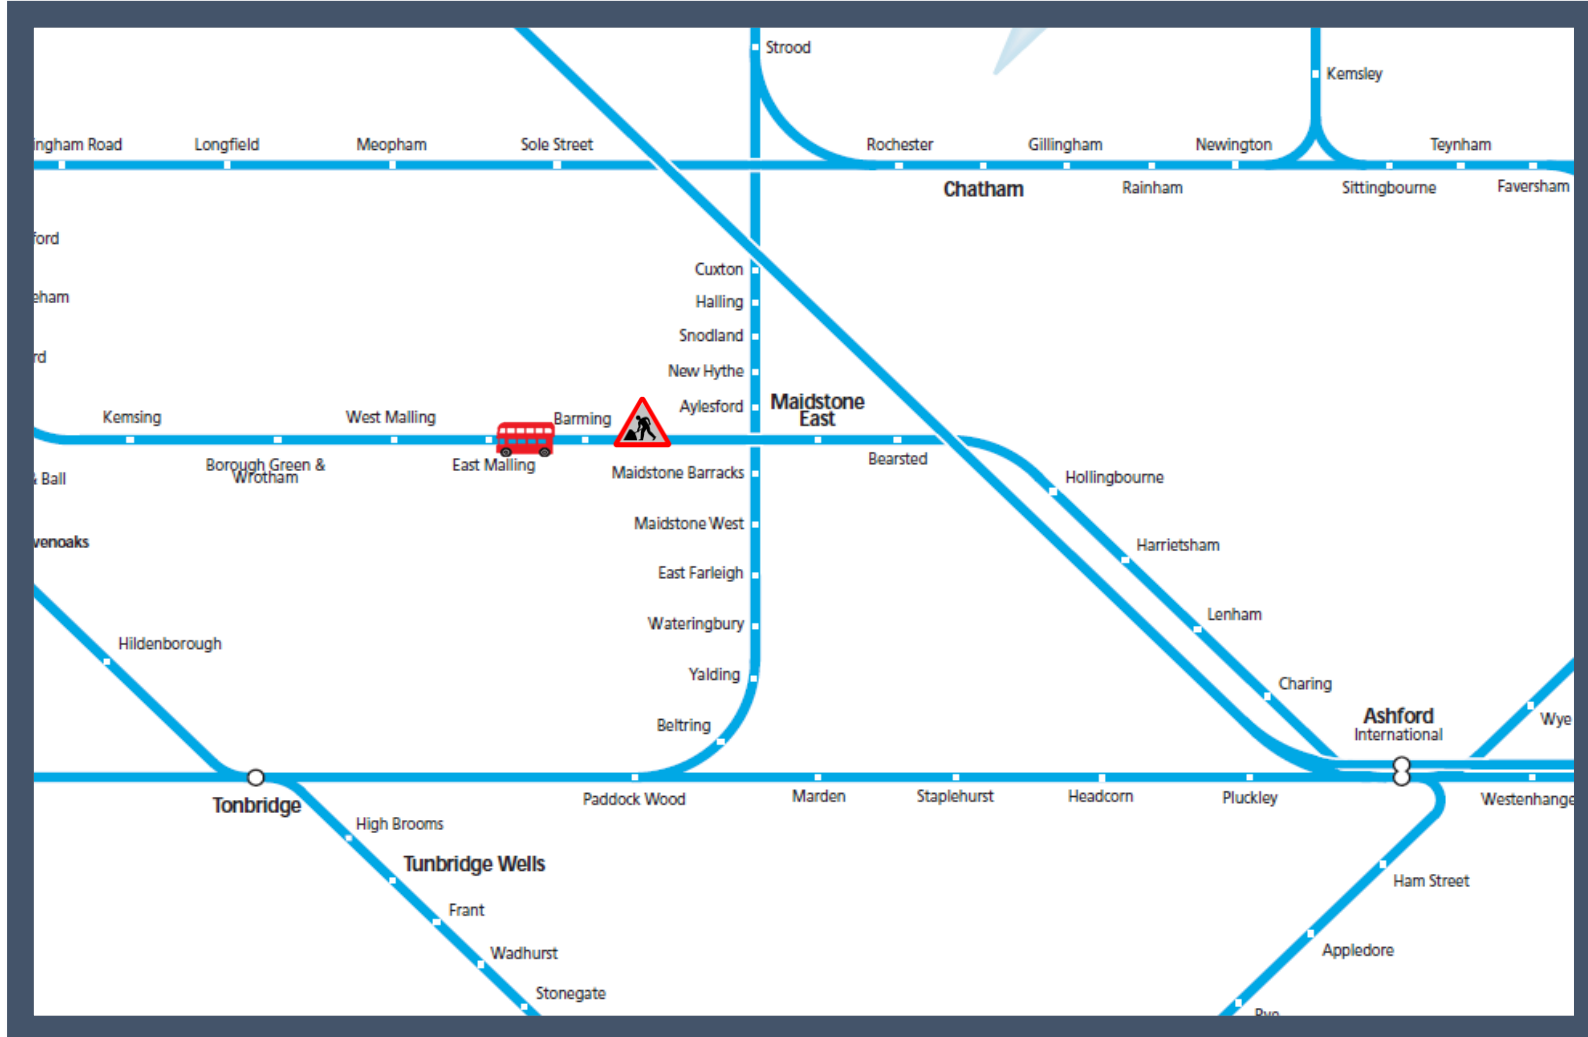 Strood
Kemsley
ingham Road
Longfield
Meopham
Sole Street
Rochester
Gillingham
Newington
Teynham
Chatham
Rainham
Sittingbourne
Faversham
ford
eham
rd
Cuxton
Halling
Snodland
New Hythe
Aylesford
Maidstone
East
Kemsing
West Malling
Barming
Borough Green &
Wrotham
East Malling
Bearsted
& Ball
Maidstone Barracks
Hollingbourne
Maidstone West
venoaks
Harrietsham
East Farleigh
Wateringbury
Lenham
Hildenborough
Yalding
Charing
Beltring
Ashford
International
Wye
Tonbridge
Paddock Wood
Marden
Staplehurst
Headcorn
Pluckley
Westenhange
High Brooms
Tunbridge Wells
Ham Street
Frant
Wadhurst
Appledore
Stonegate
Rye